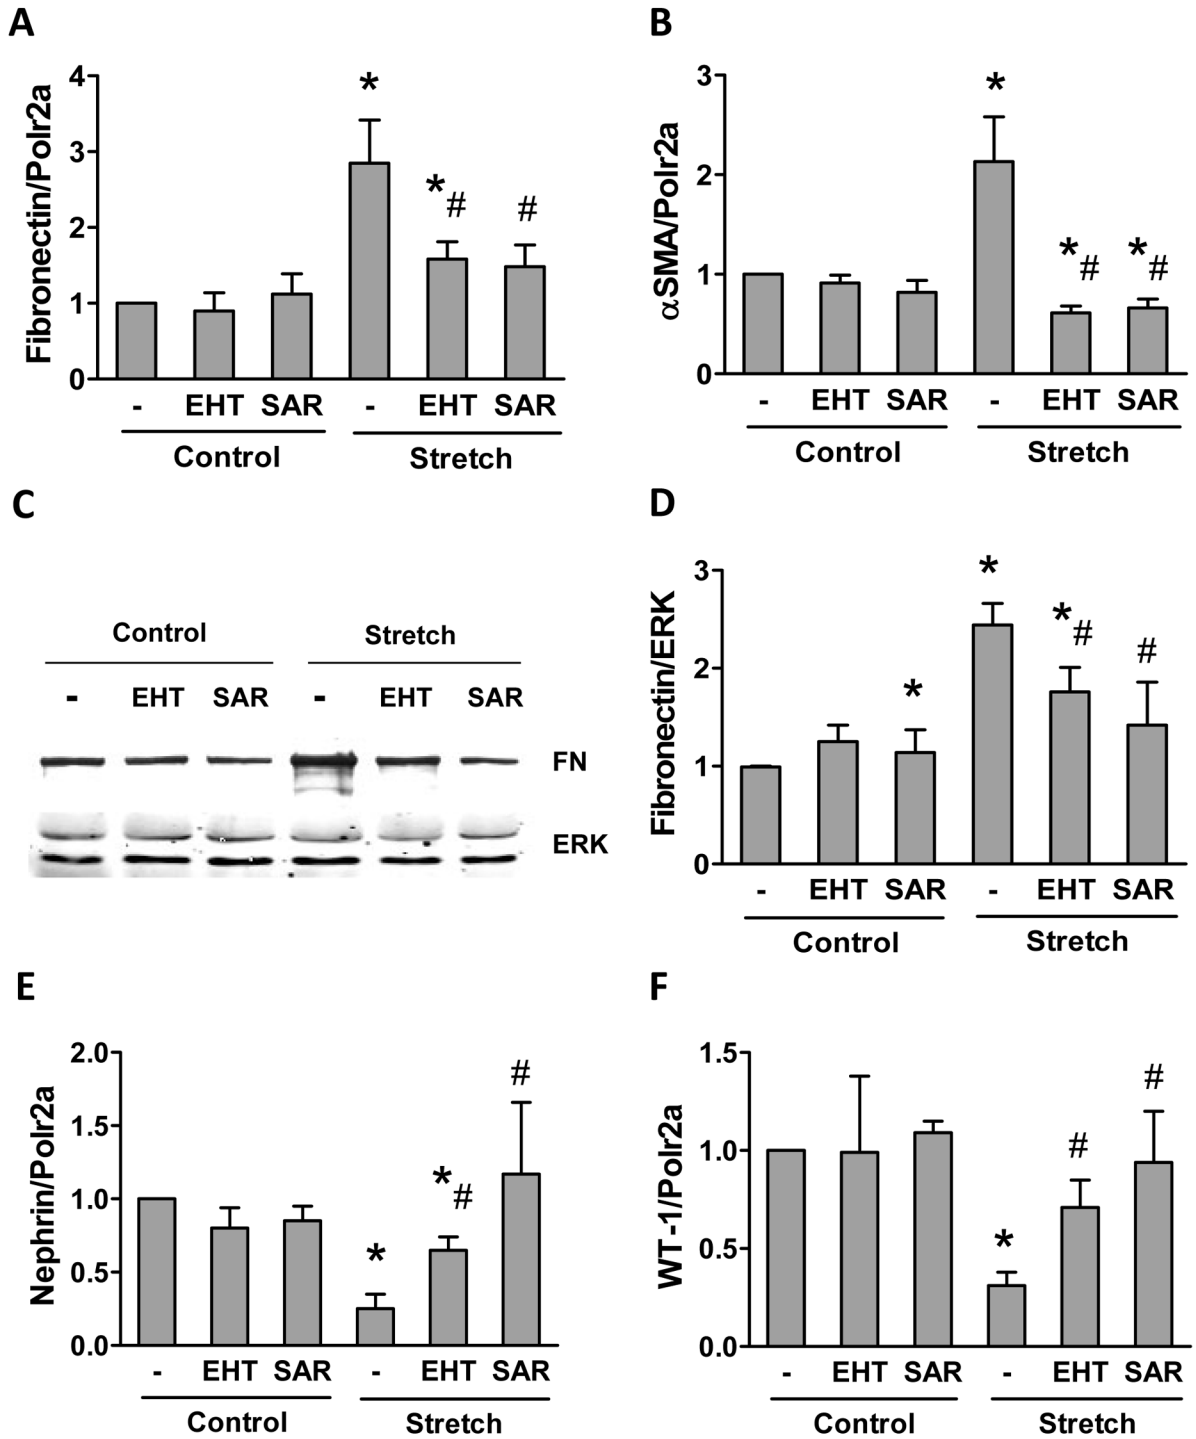 A
Fibronectin/Polr2a
4
3
2
1
0
*
*#
#
- EHT SAR - EHT SAR
Control Stretch
B
αSMA/Polr2a
3
2
1
0
*
*#
*#
- EHT SAR - EHT SAR
Control Stretch
C
Control Stretch
- EHT SAR - EHT SAR
FN
ERK
D
Fibronectin/ERK
3
2
1
0
*
*
*#
#
- EHT SAR - EHT SAR
Control Stretch
E
Nephrin/Polr2a
2.0
1.5
1.0
0.5
0.0
*
*#
#
- EHT SAR - EHT SAR
Control Stretch
F
WT-1/Polr2a
1.5
1.0
0.5
0.0
*
#
#
- EHT SAR - EHT SAR
Control Stretch